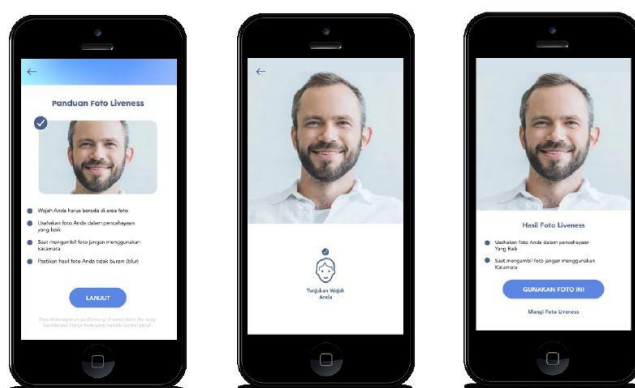 Panduan Foto Liveness
Wajah Anda harus berada di area foto
Usahakan foto Anda dalam pencahayaan
yang baik
Saat mengambil foto jangan menggunakan
Kacamata
Pastikan hasil foto Anda tidak buram (blur)
LANJUT
Tunjukan Wajah
Anda
Hasil Foto Liveness
Usahakan foto Anda dalam pencahayaan
Yang Baik
Saat mengambil foto jangan menggunakan
Kacamata
GUNAKAN FOTO INI
Ulangi Foto Liveness